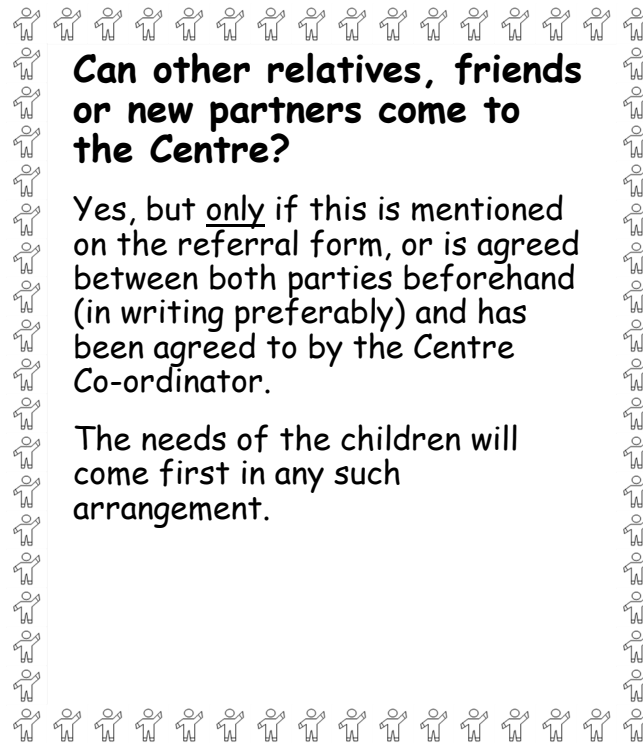 Can other relatives, friends
or new partners come to
the Centre?
Yes, but only if this is mentioned
on the referral form, or is agreed
between both parties beforehand
(in writing preferably) and has
been agreed to by the Centre
Co-ordinator.
The needs of the children will
come first in any such
arrangement.